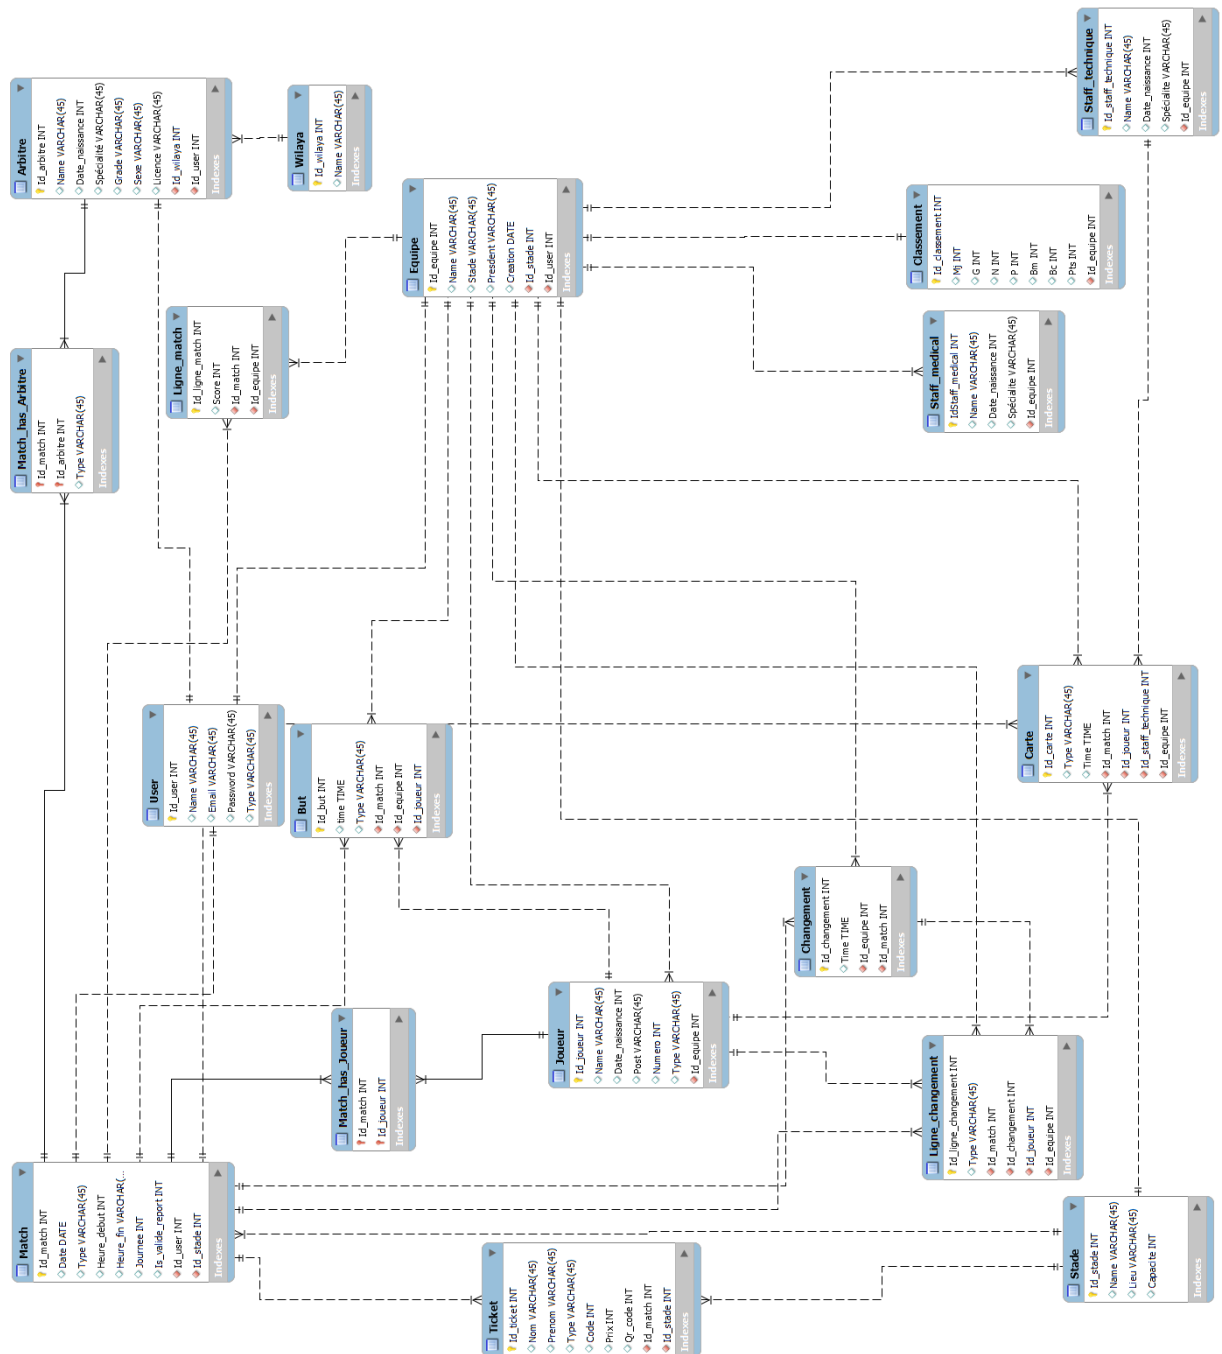 Arbitre
Id_arbitre INT
Name VARCHAR(45)
Date_naissance INT
Spécialité VARCHAR(45)
Grade VARCHAR(45)
Sexe VARCHAR(45)
Licence VARCHAR(45)
Id_wilaya INT
Id_user INT
Indexes
Wilaya
Id_wilaya INT
Name VARCHAR(45)
Indexes
Match_has_Arbitre
Id_match INT
Id_arbitre INT
Type VARCHAR(45)
Indexes
Ligne_match
Id_ligne_match INT
Score INT
Id_match INT
Id_equipe INT
Indexes
Equipe
Id_equipe INT
Name VARCHAR(45)
Stade VARCHAR(45)
Presdent VARCHAR(45)
Creation DATE
Id_stade INT
Id_user INT
Indexes
Staff_technique
Id_staff_technique INT
Name VARCHAR(45)
Date_naissance INT
Spécialité VARCHAR(45)
Id_equipe INT
Indexes
Classement
Id_classement INT
Mj INT
G INT
N INT
P INT
Bm INT
Bc INT
Pts INT
Id_equipe INT
Indexes
Staff_medical
IdStaff_medical INT
Name VARCHAR(45)
Date_naissance INT
Spécialite VARCHAR(45)
Id_equipe INT
Indexes
User
Id_user INT
Name VARCHAR(45)
Email VARCHAR(45)
Password VARCHAR(45)
Type VARCHAR(45)
Indexes
But
Id_but INT
time TIME
Type VARCHAR(45)
Id_match INT
Id_equipe INT
Id_joueur INT
Indexes
Carte
Id_carte INT
Type VARCHAR(45)
Time TIME
Id_match INT
Id_joueur INT
Id_staff_technique INT
Id_equipe INT
Indexes
Changement
Id_changement INT
Time TIME
Id_equipe INT
Id_match INT
Indexes
Match_has_Joueur
Id_match INT
Id_joueur INT
Indexes
Joueur
Id_joueur INT
Name VARCHAR(45)
Date_naissance INT
Post VARCHAR(45)
Numero INT
Type VARCHAR(45)
Id_equipe INT
Indexes
Ligne_changement
Id_ligne_changement INT
Type VARCHAR(45)
Id_match INT
Id_changement INT
Id_joueur INT
Id_equipe INT
Indexes
Match
Id_match INT
Date DATE
Type VARCHAR(45)
Heure_debut INT
Heure_fin VARCHAR(...
Journee INT
Is_valide_report INT
Id_user INT
Id_stade INT
Indexes
Ticket
Id_ticket INT
Nom VARCHAR(45)
Prenom VARCHAR(45)
Type VARCHAR(45)
Code INT
Prix INT
Qr_code INT
Id_match INT
Id_stade INT
Indexes
Stade
Id_stade INT
Name VARCHAR(45)
Lieu VARCHAR(45)
Capacite INT
Indexes